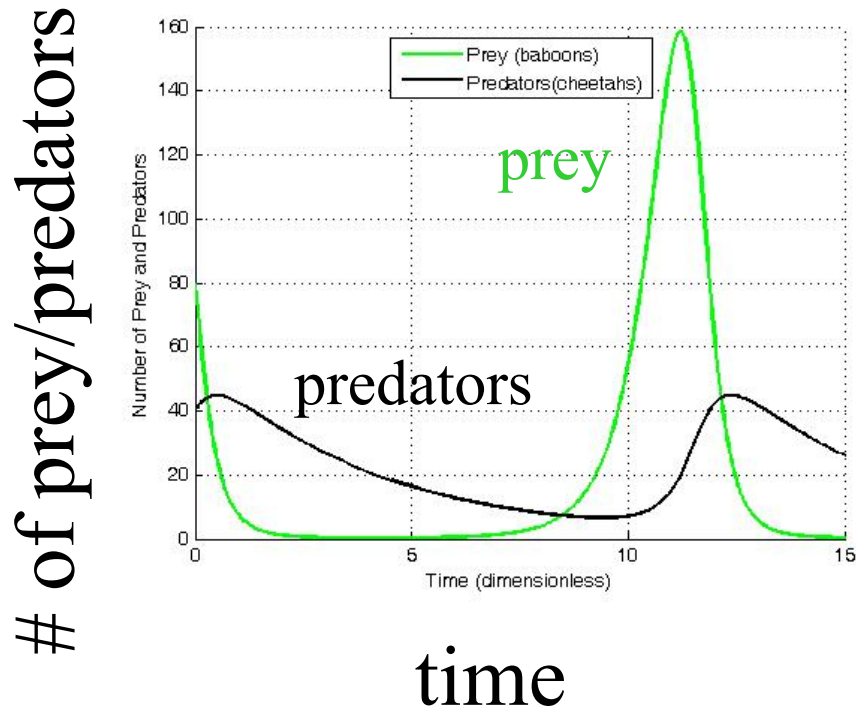 # of prey/predators
Number of Prey and Predators
160
140
120
100
80
60
40
20
0
Prey (baboons)
Predators(cheetahs)
prey
predators
0
5
10
15
Time (dimensionless)
time